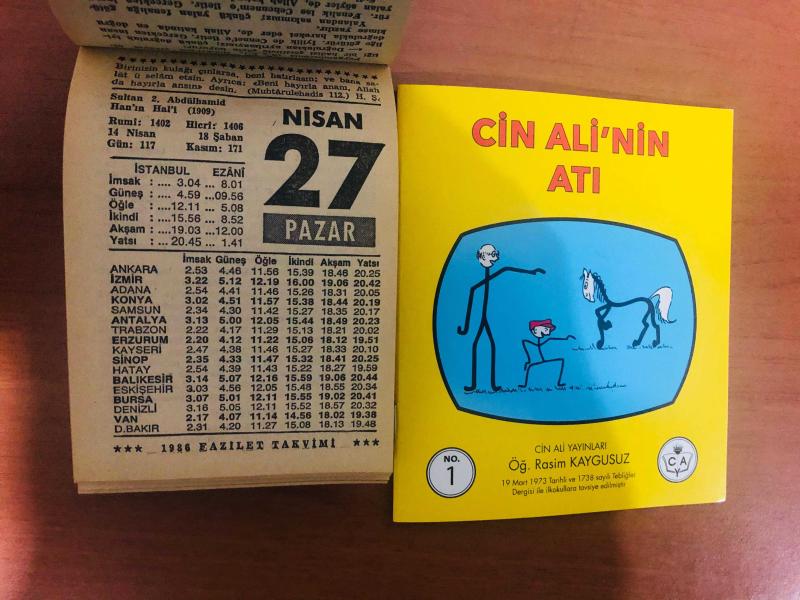 Birinizin kulağı çınlarsa, beni hatırlasın; ve bana sa-
lât ü selâm etsin. Ayrıca: «Beni hayırla anam, Allah
da hayırla ansın» desin. (Muhtârulehadis 112.) H. Ş.
Sultan 2. Abdülhamid
Han'ın Hal'i (1909)
Rumi: 1402 Hicri: 1406
14 Nisan 18 Şaban
Gün: 117 Kasım: 171
NİSAN
27
PAZAR
İSTANBUL EZANÎ
İmsak : .... 3.04 ... 8.01
Güneş : .... 4.59 ...09.56
Öğle : ....12.11 ... 5.08
İkindi : ....15.56 ... 8.52
Akşam : ....19.03 ...12.00
Yatsı : ... 20.45 ... 1.41
İmsak Güneş Öğle İkindi Akşam Yatsı
ANKARA 2.53 4.46 11.56 15.39 18.46 20.25
İZMİR 3.22 5.12 12.19 16.00 19.06 20.42
ADANA 2.54 4.41 11.46 15.26 18.31 20.05
KONYA 3.02 4.51 11.57 15.38 18.44 20.19
SAMSUN 2.34 4.30 11.42 15.27 18.35 20.17
ANTALYA 3.13 5.00 12.05 15.44 18.49 20.23
TRABZON 2.22 4.17 11.29 15.13 18.21 20.02
ERZURUM 2.20 4.12 11.22 15.06 18.12 19.51
KAYSERİ 2.47 4.38 11.46 15.27 18.33 20.10
SİNOP 2.35 4.33 11.47 15.32 18.41 20.25
HATAY 2.54 4.39 11.43 15.22 18.27 19.59
BALIKESİR 3.14 5.07 12.16 15.59 19.06 20.44
ESKİŞEHİR 3.03 4.56 12.05 15.48 18.55 20.34
BURSA 3.07 5.01 12.11 15.55 19.02 20.41
DENİZLİ 3.16 5.05 12.11 15.52 18.57 20.32
VAN 2.17 4.07 11.14 14.56 18.02 19.38
D.BAKIR 2.31 4.20 11.27 15.08 18.13 19.48
*** 1986 FAZİLET TAKVİMİ ***
CİN ALİ'NİN
ATI
NO.
1
CİN ALİ YAYINLARI
Öğ. Rasim KAYGUSUZ
19 Mart 1973 Tarihli ve 1738 sayılı Tebliğler
Dergisi ile ilkokullara tavsiye edilmiştir
C A Y